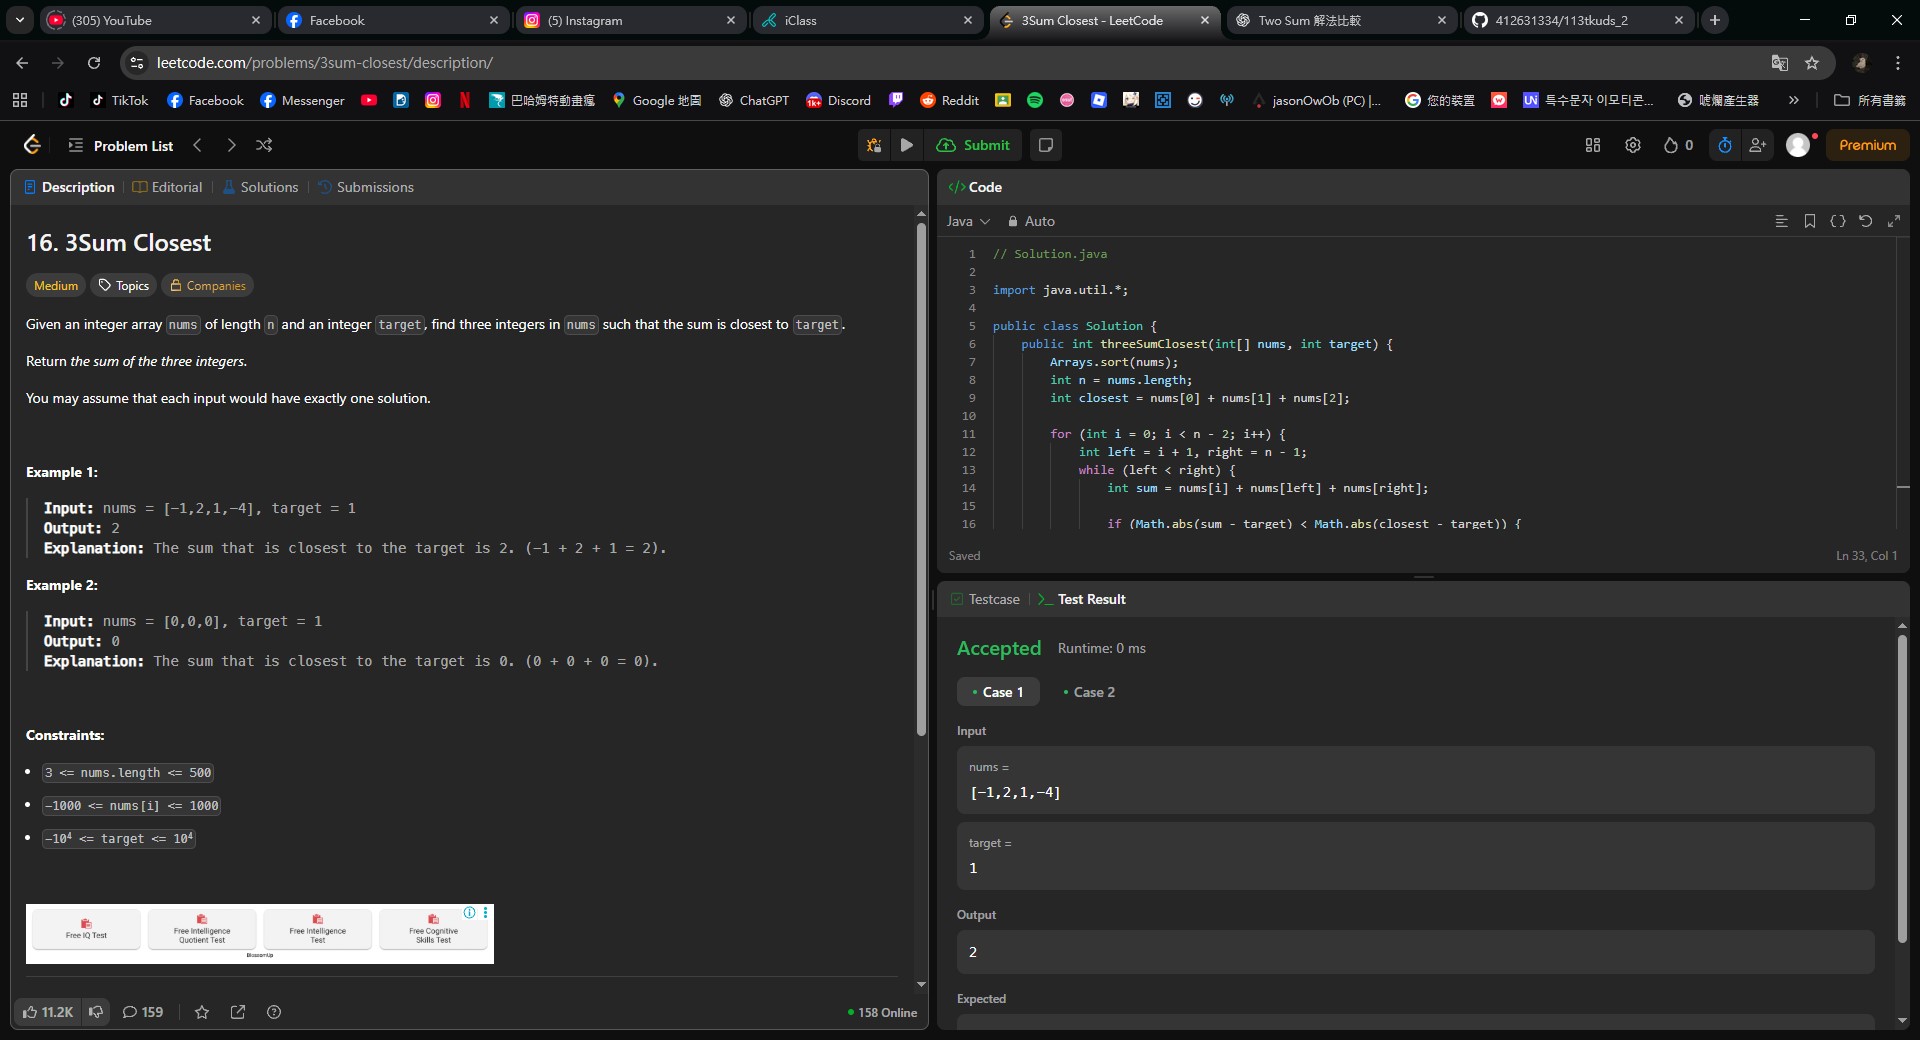 (305) YouTube
Facebook
(5) Instagram
iClass
3Sum Closest - LeetCode
Two Sum 解法比較
412631334/113tkuds_2
leetcode.com/problems/3sum-closest/description/
TikTok
Facebook
Messenger
巴哈姆特動畫瘋
Google 地圖
ChatGPT
Discord
Reddit
jasonOwOb (PC) |...
您的裝置
특수문자 이모티콘...
唬爛產生器
所有書籤
Problem List
Submit
0
Premium
Description
Editorial
Solutions
Submissions
16. 3Sum Closest
Medium
Topics
Companies
Given an integer array nums of length n and an integer target, find three integers in nums such that the sum is closest to target.
Return the sum of the three integers.
You may assume that each input would have exactly one solution.
Example 1:
Input: nums = [-1,2,1,-4], target = 1
Output: 2
Explanation: The sum that is closest to the target is 2. (-1 + 2 + 1 = 2).
Example 2:
Input: nums = [0,0,0], target = 1
Output: 0
Explanation: The sum that is closest to the target is 0. (0 + 0 + 0 = 0).
Constraints:
3 <= nums.length <= 500
-1000 <= nums[i] <= 1000
-10⁴ <= target <= 10⁴
Free IQ Test
Free Intelligence
Quotient Test
Free Intelligence
Test
Free Cognitive
Skills Test
11.2K
159
158 Online
Code
Java
Auto
1 // Solution.java
2
3 import java.util.*;
4
5 public class Solution {
6 public int threeSumClosest(int[] nums, int target) {
7 Arrays.sort(nums);
8 int n = nums.length;
9 int closest = nums[0] + nums[1] + nums[2];
10
11 for (int i = 0; i < n - 2; i++) {
12 int left = i + 1, right = n - 1;
13 while (left < right) {
14 int sum = nums[i] + nums[left] + nums[right];
15
16 if (Math.abs(sum - target) < Math.abs(closest - target)) {
Saved
Ln 33, Col 1
Testcase
Test Result
Accepted
Runtime: 0 ms
Case 1
Case 2
Input
nums =
[-1,2,1,-4]
target =
1
Output
2
Expected